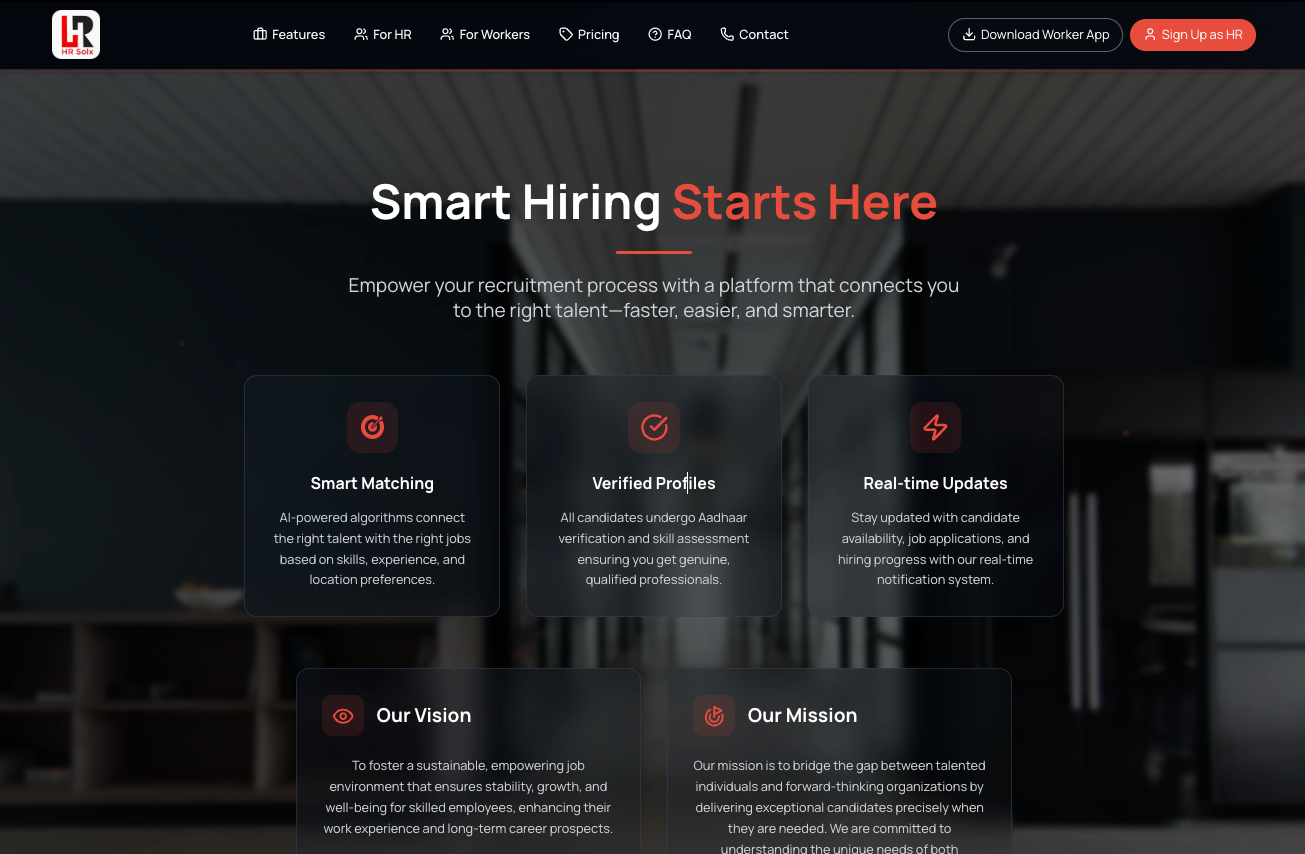 HR
HR Solx
Features
For HR
For Workers
Pricing
FAQ
Contact
Download Worker App
Sign Up as HR
Smart Hiring Starts Here
Empower your recruitment process with a platform that connects you
to the right talent—faster, easier, and smarter.
Smart Matching
AI-powered algorithms connect
the right talent with the right jobs
based on skills, experience, and
location preferences.
Verified Profiles
All candidates undergo Aadhaar
verification and skill assessment
ensuring you get genuine,
qualified professionals.
Real-time Updates
Stay updated with candidate
availability, job applications, and
hiring progress with our real-time
notification system.
Our Vision
To foster a sustainable, empowering job
environment that ensures stability, growth, and
well-being for skilled employees, enhancing their
work experience and long-term career prospects.
Our Mission
Our mission is to bridge the gap between talented
individuals and forward-thinking organizations by
delivering exceptional candidates precisely when
they are needed. We are committed to
understanding the unique needs of both